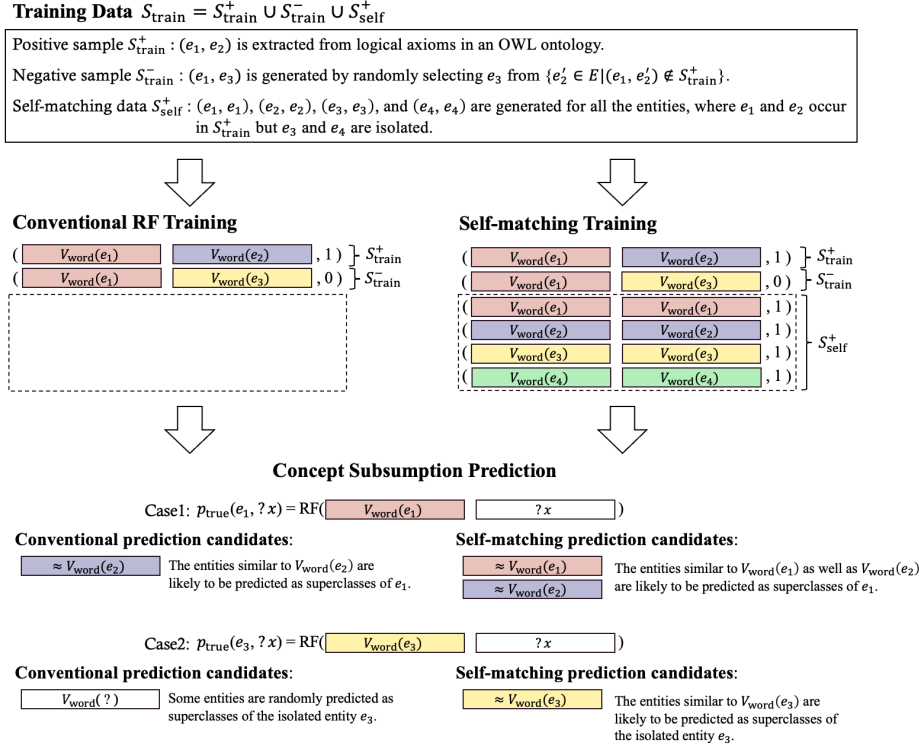 Training Data S_train = S⁺_train ∪ S⁻_train ∪ S⁺_self
Positive sample S⁺_train : (e₁, e₂) is extracted from logical axioms in an OWL ontology.
Negative sample S⁻_train : (e₁, e₃) is generated by randomly selecting e₃ from {e′₂ ∈ E|(e₁, e′₂) ∉ S⁺_train}.
Self-matching data S⁺_self : (e₁, e₁), (e₂, e₂), (e₃, e₃), and (e₄, e₄) are generated for all the entities, where e₁ and e₂ occur
in S⁺_train but e₃ and e₄ are isolated.
Conventional RF Training
( V_word(e₁) V_word(e₂) , 1) S⁺_train
( V_word(e₁) V_word(e₃) , 0) S⁻_train
Self-matching Training
( V_word(e₁) V_word(e₂) , 1) S⁺_train
( V_word(e₁) V_word(e₃) , 0) S⁻_train
( V_word(e₁) V_word(e₁) , 1)
( V_word(e₂) V_word(e₂) , 1)
( V_word(e₃) V_word(e₃) , 1)
( V_word(e₄) V_word(e₄) , 1)
S⁺_self
Concept Subsumption Prediction
Case1: p_true(e₁, ? x) = RF( V_word(e₁) ? x )
Conventional prediction candidates:
≈ V_word(e₂)
The entities similar to V_word(e₂) are
likely to be predicted as superclasses of e₁.
Self-matching prediction candidates:
≈ V_word(e₁)
≈ V_word(e₂)
The entities similar to V_word(e₁) as well as V_word(e₂)
are likely to be predicted as superclasses of e₁.
Case2: p_true(e₃, ? x) = RF( V_word(e₃) ? x )
Conventional prediction candidates:
V_word( ? )
Some entities are randomly predicted as
superclasses of the isolated entity e₃.
Self-matching prediction candidates:
≈ V_word(e₃)
The entities similar to V_word(e₃) are
likely to be predicted as superclasses of
the isolated entity e₃.